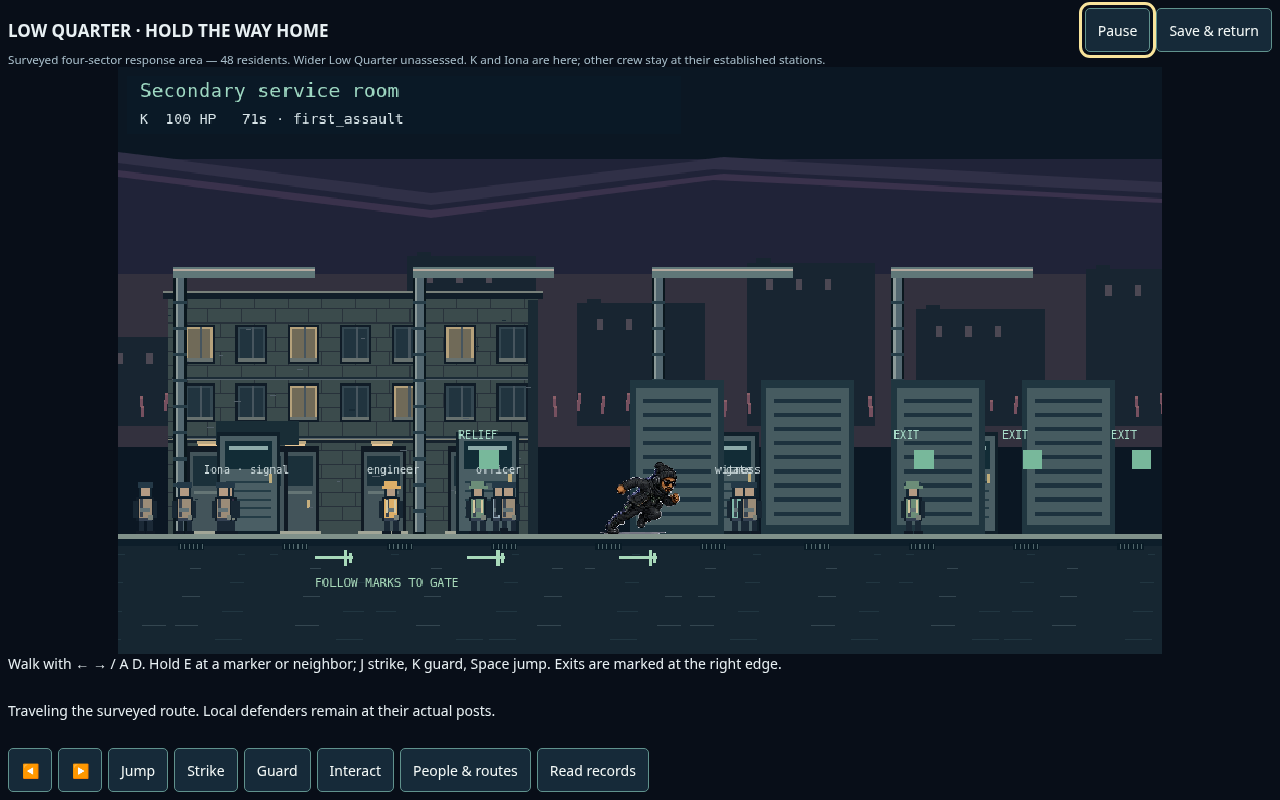 LOW QUARTER · HOLD THE WAY HOME
Pause
Save & return
Surveyed four-sector response area — 48 residents. Wider Low Quarter unassessed. K and Iona are here; other crew stay at their established stations.
Secondary service room
K 100 HP 71s · first_assault
RELIEF
EXIT
EXIT
EXIT
Iona · signal
engineer
officer
FOLLOW MARKS TO GATE
Walk with ← → / A D. Hold E at a marker or neighbor; J strike, K guard, Space jump. Exits are marked at the right edge.
Traveling the surveyed route. Local defenders remain at their actual posts.
Jump
Strike
Guard
Interact
People & routes
Read records